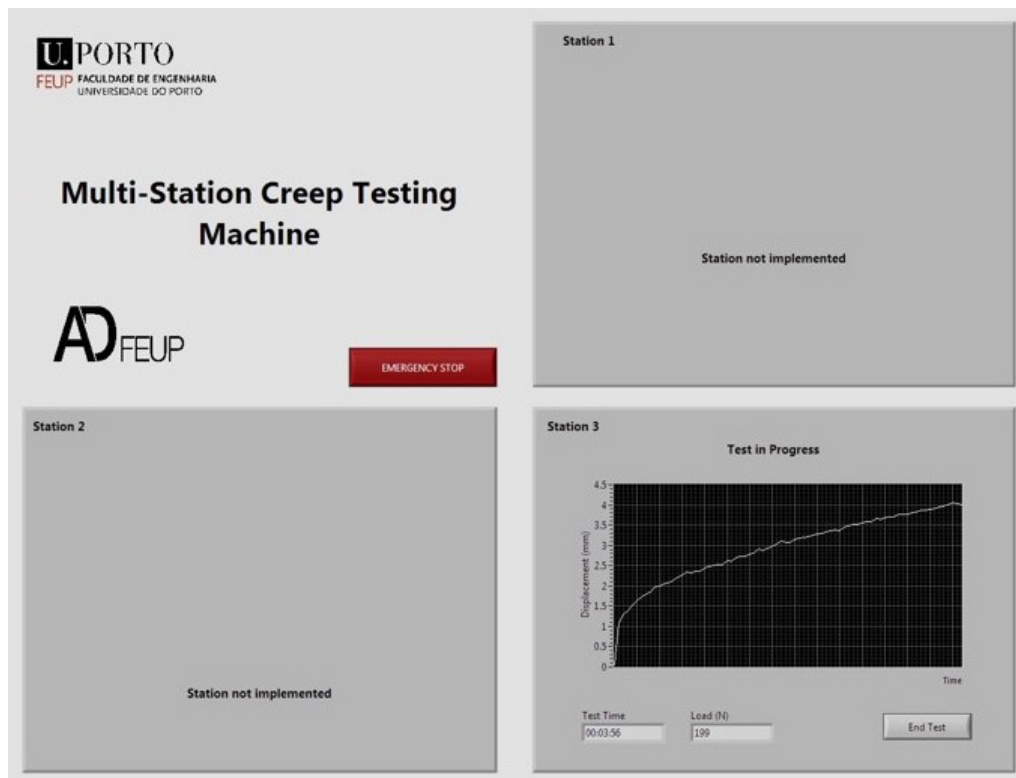 U. PORTO
FEUP FACULDADE DE ENGENHARIA
UNIVERSIDADE DO PORTO
Multi-Station Creep Testing
Machine
AD FEUP
EMERGENCY STOP
Station 1
Station not implemented
Station 2
Station not implemented
Station 3
Test in Progress
Displacement (mm)
4.5
4
3.5
3
2.5
2
1.5
1
0.5
0
Time
Test Time
00:03:56
Load (N)
199
End Test